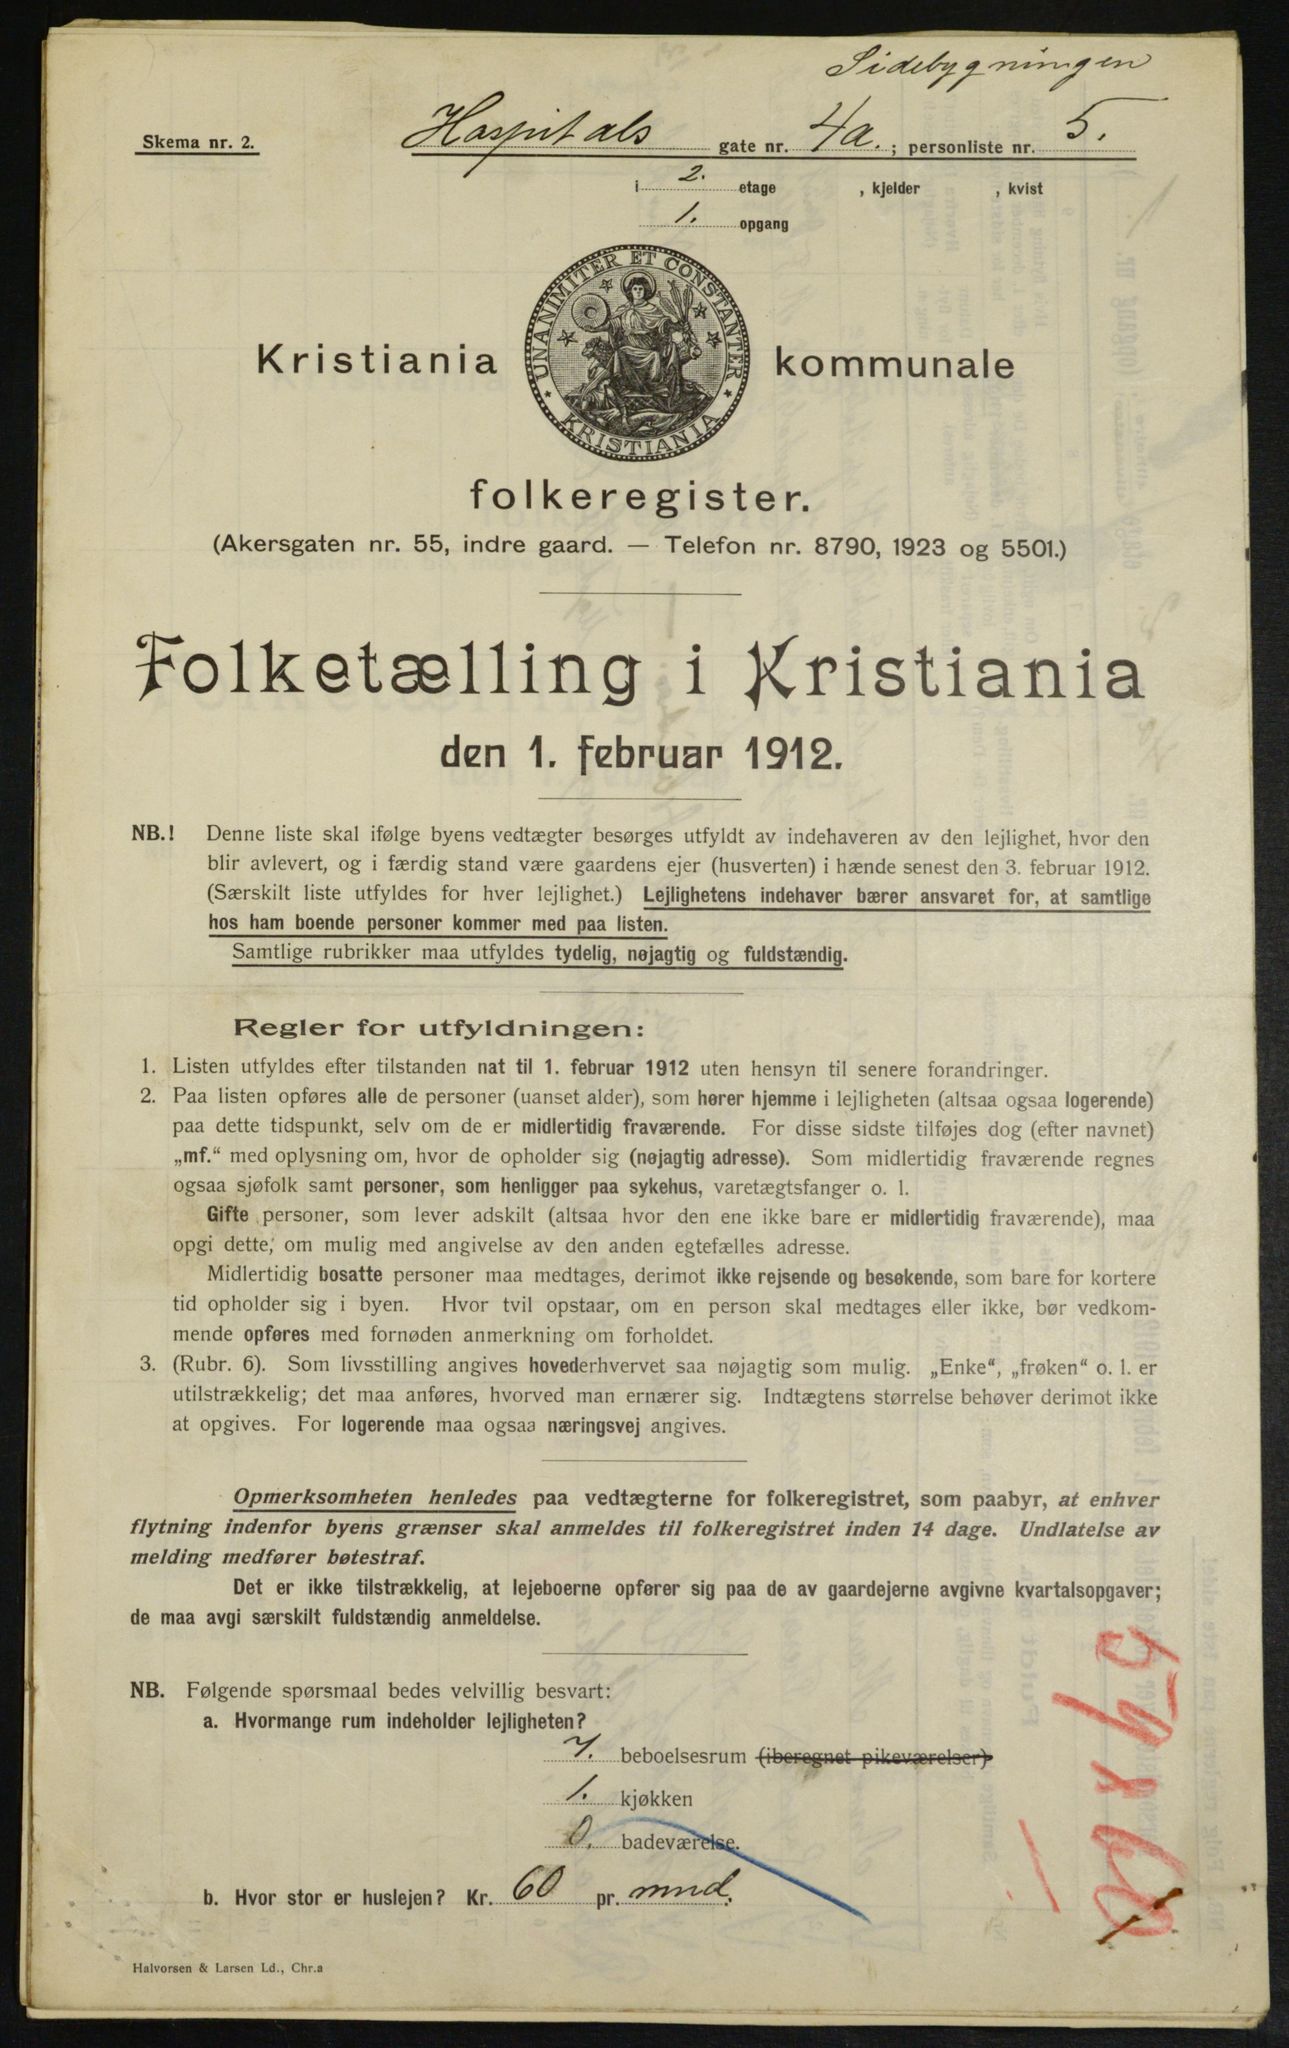 Sidebygningen
Skema nr. 2.
Hospitals gate nr. 4a.; personliste nr. 5.
i 2. etage , kjelder , kvist
1. opgang
UNANIMITER ET CONSTANTER
KRISTIANIA
Kristiania kommunale
folkeregister.
(Akersgaten nr. 55, indre gaard. — Telefon nr. 8790, 1923 og 5501.)
Folketælling i Kristiania
den 1. februar 1912.
NB.! Denne liste skal ifølge byens vedtægter besørges utfyldt av indehaveren av den lejlighet, hvor den
blir avlevert, og i færdig stand være gaardens ejer (husverten) i hænde senest den 3. februar 1912.
(Særskilt liste utfyldes for hver lejlighet.) Lejlighetens indehaver bærer ansvaret for, at samtlige
hos ham boende personer kommer med paa listen.
Samtlige rubrikker maa utfyldes tydelig, nøjagtig og fuldstændig.
Regler for utfyldningen:
1. Listen utfyldes efter tilstanden nat til 1. februar 1912 uten hensyn til senere forandringer.
2. Paa listen opføres alle de personer (uanset alder), som hører hjemme i lejligheten (altsaa ogsaa logerende)
paa dette tidspunkt, selv om de er midlertidig fraværende. For disse sidste tilføjes dog (efter navnet)
„mf.“ med oplysning om, hvor de opholder sig (nøjagtig adresse). Som midlertidig fraværende regnes
ogsaa sjøfolk samt personer, som henligger paa sykehus, varetægtsfanger o. l.
Gifte personer, som lever adskilt (altsaa hvor den ene ikke bare er midlertidig fraværende), maa
opgi dette, om mulig med angivelse av den anden egtefælles adresse.
Midlertidig bosatte personer maa medtages, derimot ikke rejsende og besøkende, som bare for kortere
tid opholder sig i byen. Hvor tvil opstaar, om en person skal medtages eller ikke, bør vedkom-
mende opføres med fornøden anmerkning om forholdet.
3. (Rubr. 6). Som livsstilling angives hovederhvervet saa nøjagtig som mulig. „Enke“, „frøken“ o. l. er
utilstrækkelig; det maa anføres, hvorved man ernærer sig. Indtægtens størrelse behøver derimot ikke
at opgives. For logerende maa ogsaa næringsvej angives.
Opmerksomheten henledes paa vedtægterne for folkeregistret, som paabyr, at enhver
flytning indenfor byens grænser skal anmeldes til folkeregistret inden 14 dage. Undlatelse av
melding medfører bøtestraf.
Det er ikke tilstrækkelig, at lejeboerne opfører sig paa de av gaardejerne avgivne kvartalsopgaver;
de maa avgi særskilt fuldstændig anmeldelse.
NB. Følgende spørsmaal bedes velvillig besvart:
a. Hvormange rum indeholder lejligheten?
beboelsesrum (iberegnet pikeværelser)
1. kjøkken
0. badeværelse.
b. Hvor stor er huslejen? Kr. 60 pr. mnd.
Halvorsen & Larsen Ld., Chr.a